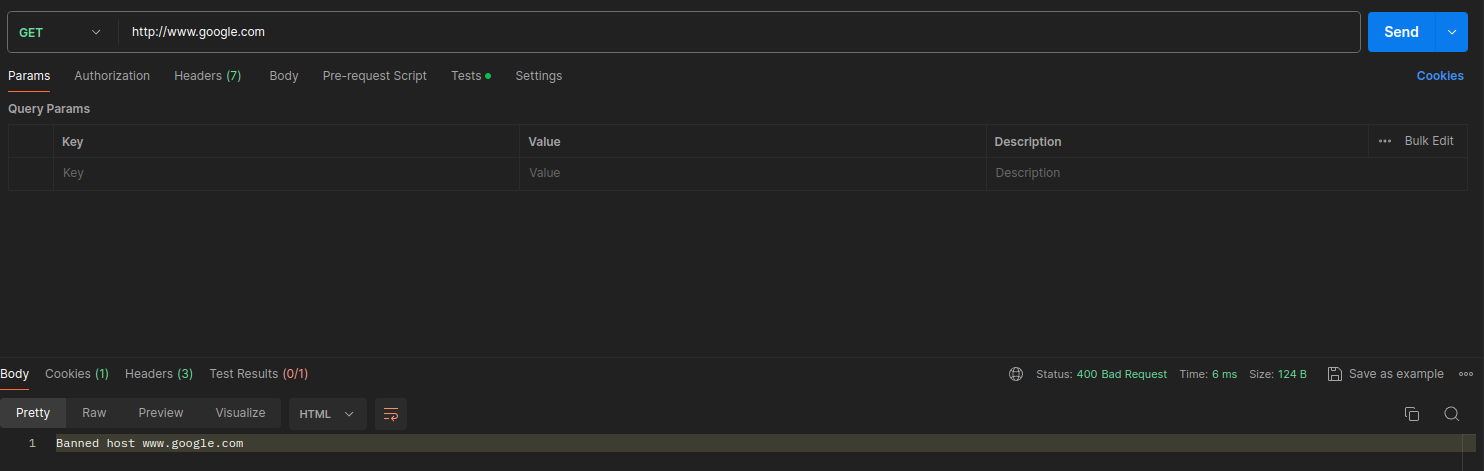 GET http://www.google.com Send
Params Authorization Headers (7) Body Pre-request Script Tests Settings Cookies
Query Params
Key Value Description Bulk Edit
Key Value Description
Body Cookies (1) Headers (3) Test Results (0/1) Status: 400 Bad Request Time: 6 ms Size: 124 B Save as example
Pretty Raw Preview Visualize HTML
1 Banned host www.google.com